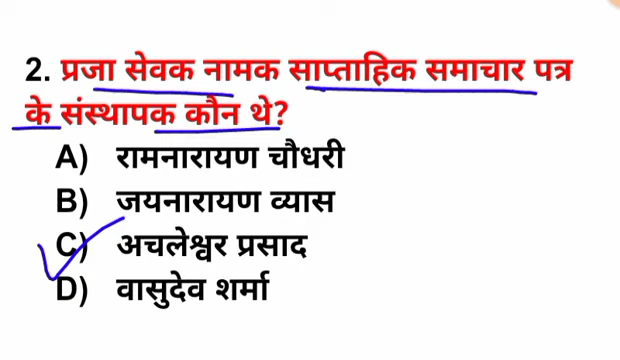 2. प्रजा सेवक नामक साप्ताहिक समाचार पत्र
के संस्थापक कौन थे?
A) रामनारायण चौधरी
B) जयनारायण व्यास
C) अचलेश्वर प्रसाद
D) वासुदेव शर्मा